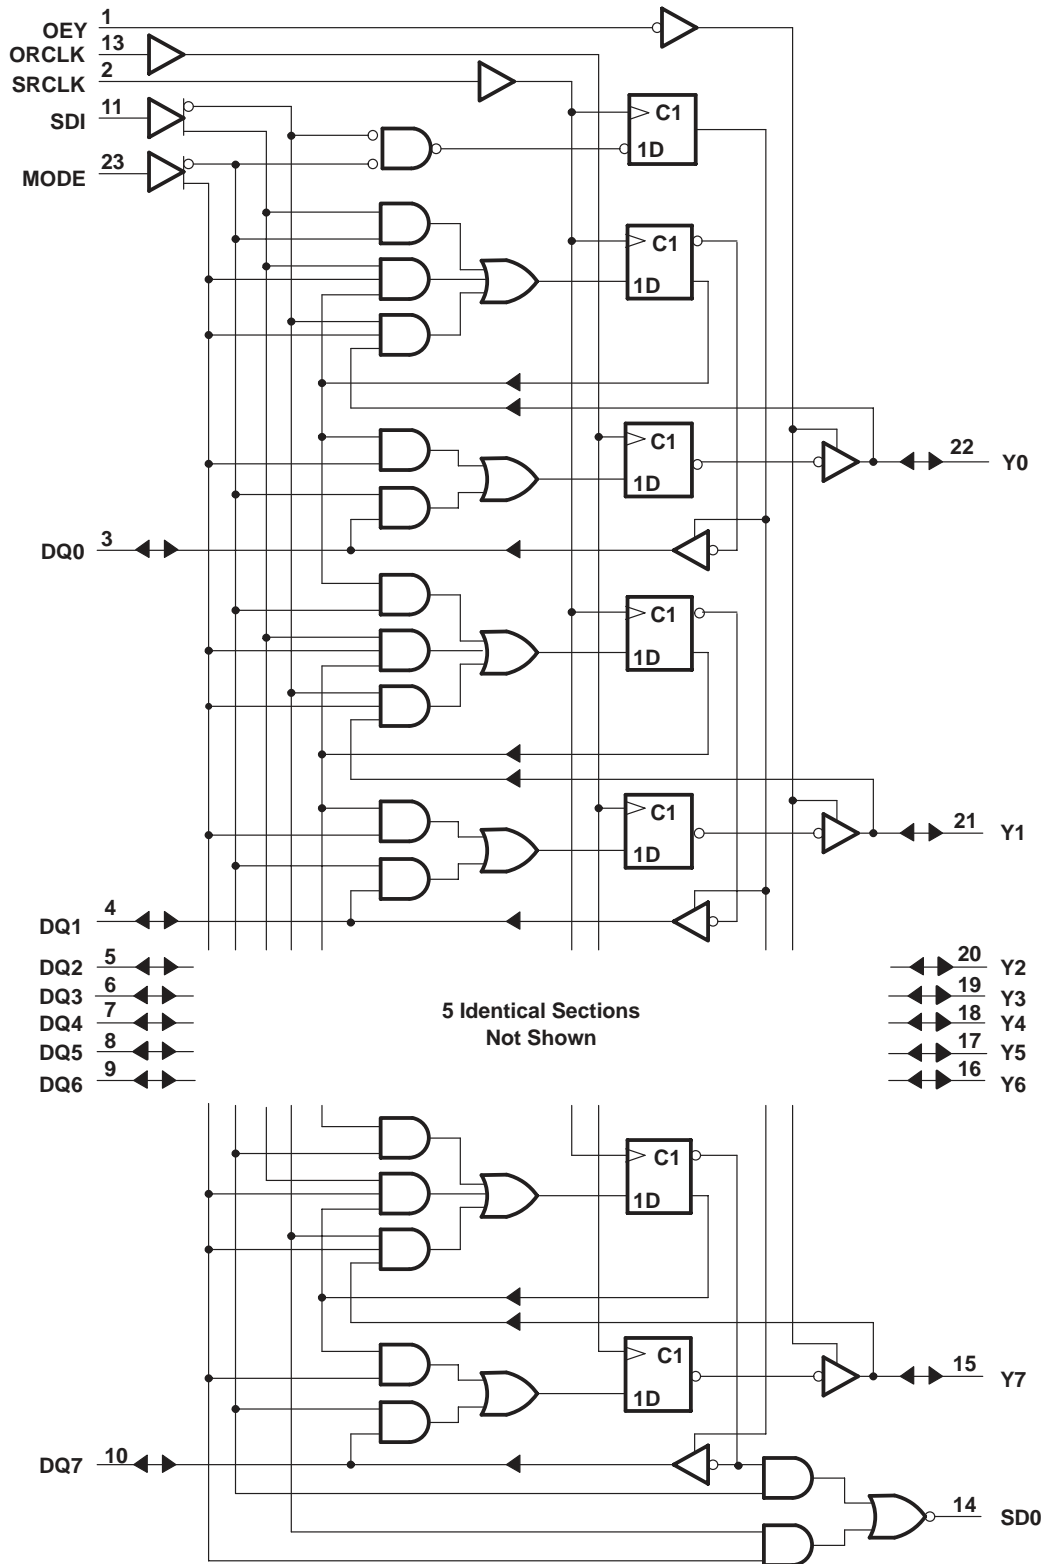 OEY 1
ORCLK 13
SRCLK 2
SDI 11
MODE 23
C1
1D
C1
1D
C1
1D
22 Y0
DQ0 3
C1
1D
C1
1D
21 Y1
DQ1 4
DQ2 5
20 Y2
DQ3 6
19 Y3
DQ4 7
18 Y4
DQ5 8
17 Y5
DQ6 9
16 Y6
5 Identical Sections
Not Shown
C1
1D
C1
1D
15 Y7
DQ7 10
14 SD0